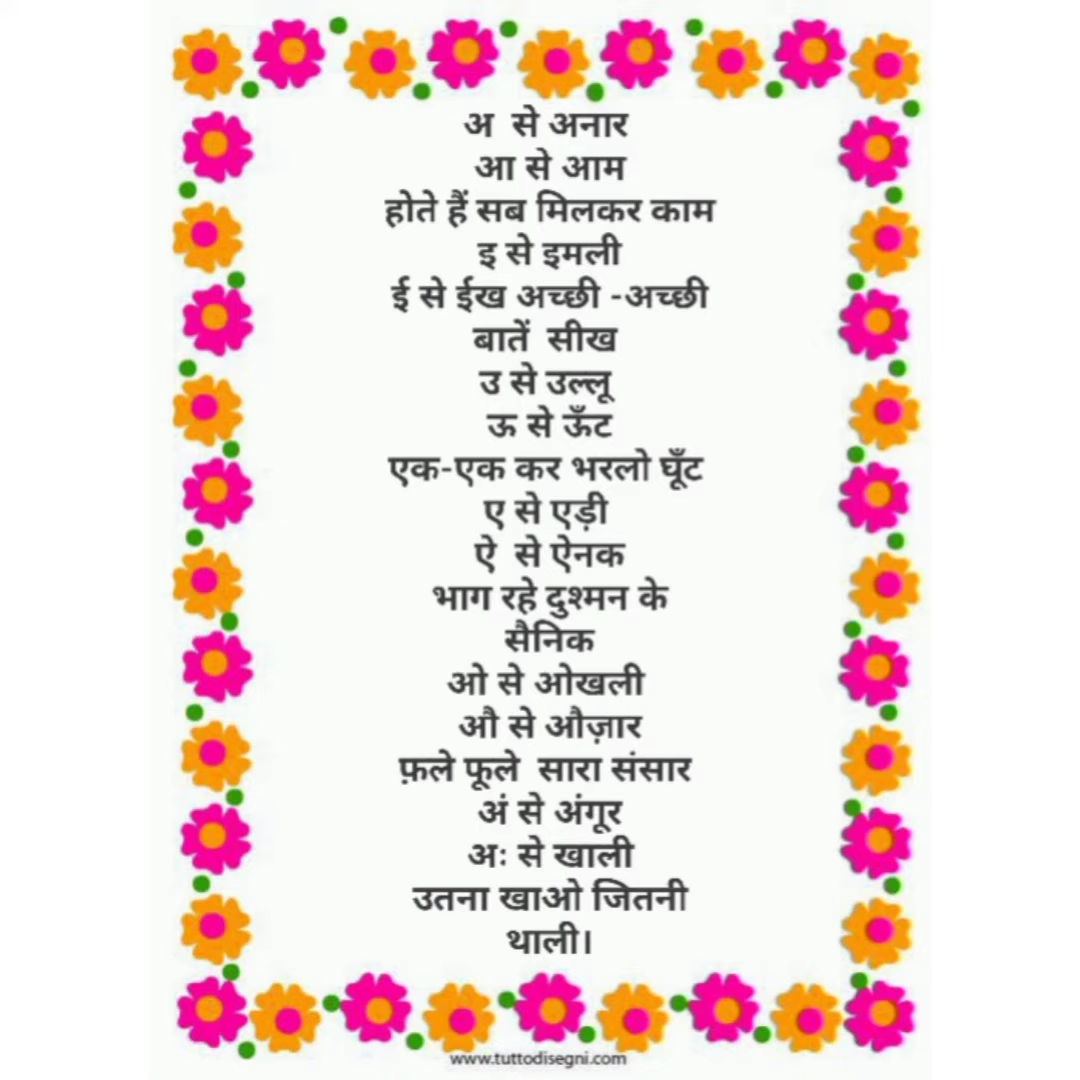 अ से अनार
आ से आम
होते हैं सब मिलकर काम
इ से इमली
ई से ईख अच्छी -अच्छी
बातें सीख
उ से उल्लू
ऊ से ऊँट
एक-एक कर भरलो घूँट
ए से एड़ी
ऐ से ऐनक
भाग रहे दुश्मन के
सैनिक
ओ से ओखली
औ से औज़ार
फ़ले फूले सारा संसार
अं से अंगूर
अः से खाली
उतना खाओ जितनी
थाली।
www.tuttodisegni.com